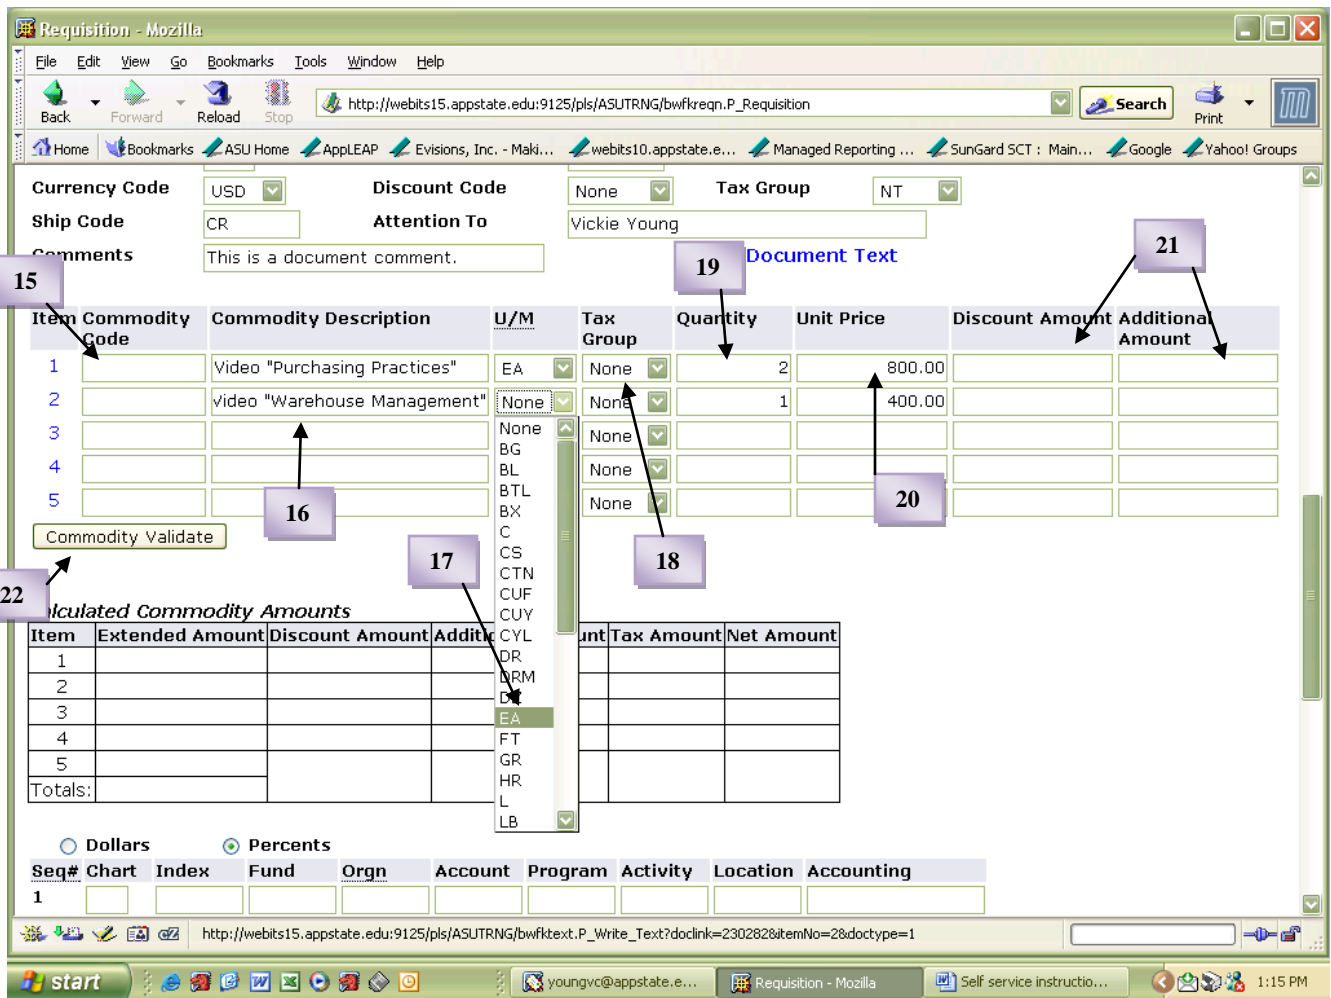 Requisition - Mozilla
File Edit View Go Bookmarks Tools Window Help
Back Forward Reload Stop http://webits15.appstate.edu:9125/pls/ASUTRNG/bwfkreqn.P_Requisition Search Print
Home Bookmarks ASU Home AppLEAP Evisions, Inc. - Maki... webits10.appstate.e... Managed Reporting ... SunGard SCT : Main... Google Yahoo! Groups
Currency Code USD Discount Code None Tax Group NT
Ship Code CR Attention To Vickie Young
Comments This is a document comment. Document Text
15 19 21
Item Commodity Code Commodity Description U/M Tax Group Quantity Unit Price Discount Amount Additional Amount
1 Video "Purchasing Practices" EA None 2 800.00
2 Video "Warehouse Management" None None 1 400.00
3 None
4 None
5 None
None
BG
BL
BTL
BX
C
CS
CTN
CUF
CUY
CYL
DR
DRM
EA
FT
GR
HR
L
LB
16 20
Commodity Validate
17 18
22
Calculated Commodity Amounts
Item Extended Amount Discount Amount Tax Amount Net Amount
1
2
3
4
5
Totals:
Dollars Percents
Seq# Chart Index Fund Orgn Account Program Activity Location Accounting
1
http://webits15.appstate.edu:9125/pls/ASUTRNG/bwfktext.P_Write_Text?doclink=230282&itemNo=2&doctype=1
start youngvc@appstate.e... Requisition - Mozilla Self service instructio... 1:15 PM